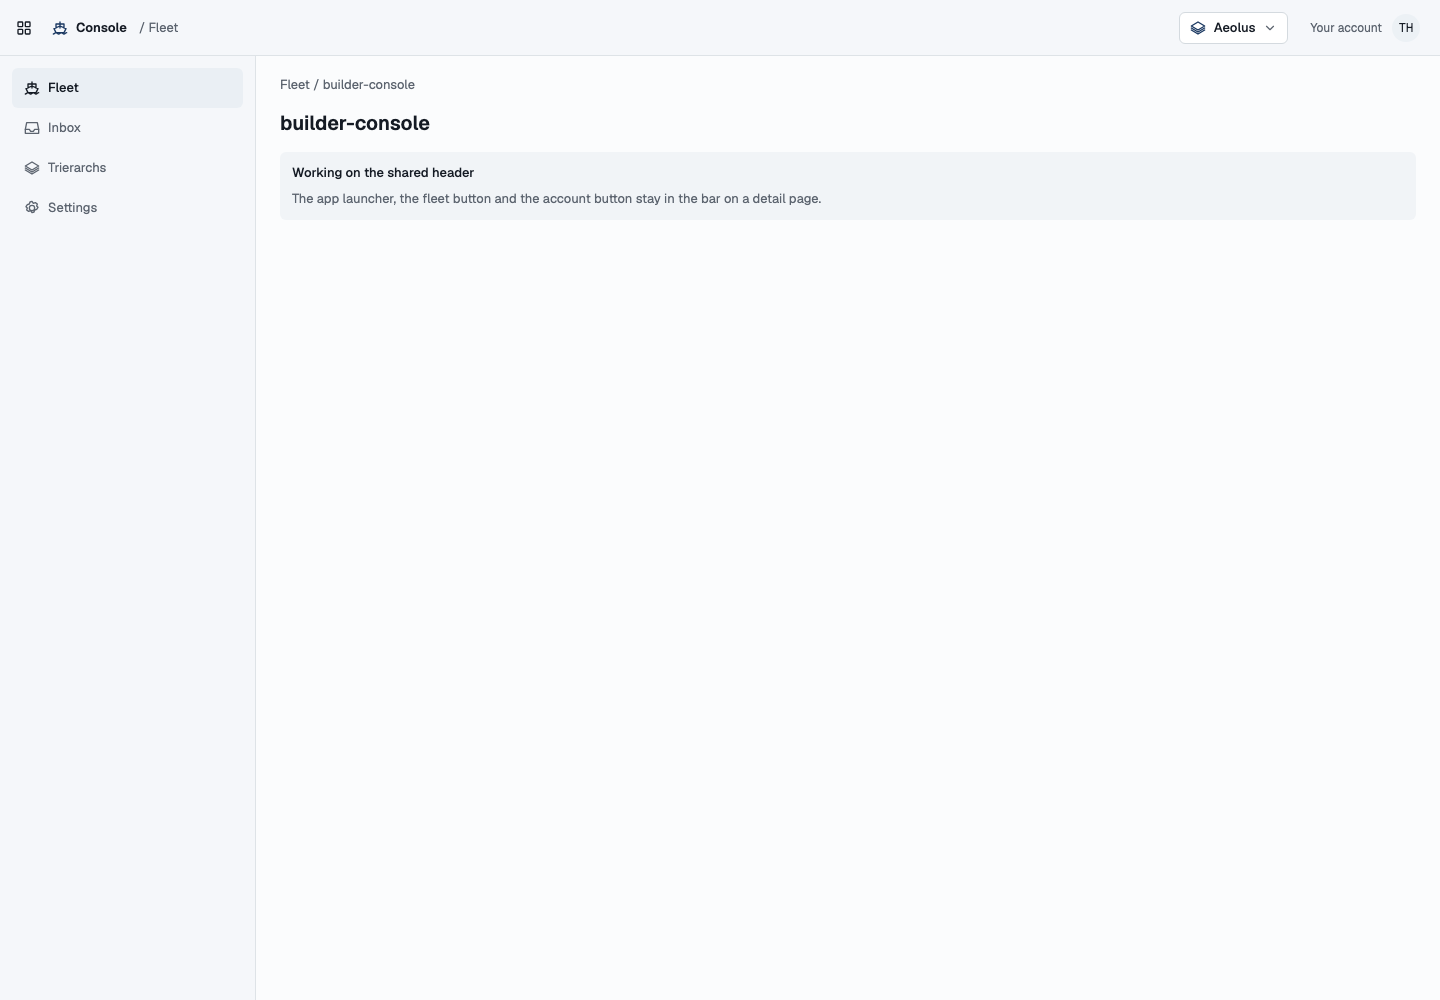 Console / Fleet
Aeolus
Your account TH
Fleet
Inbox
Trierarchs
Settings
Fleet / builder-console
builder-console
Working on the shared header
The app launcher, the fleet button and the account button stay in the bar on a detail page.